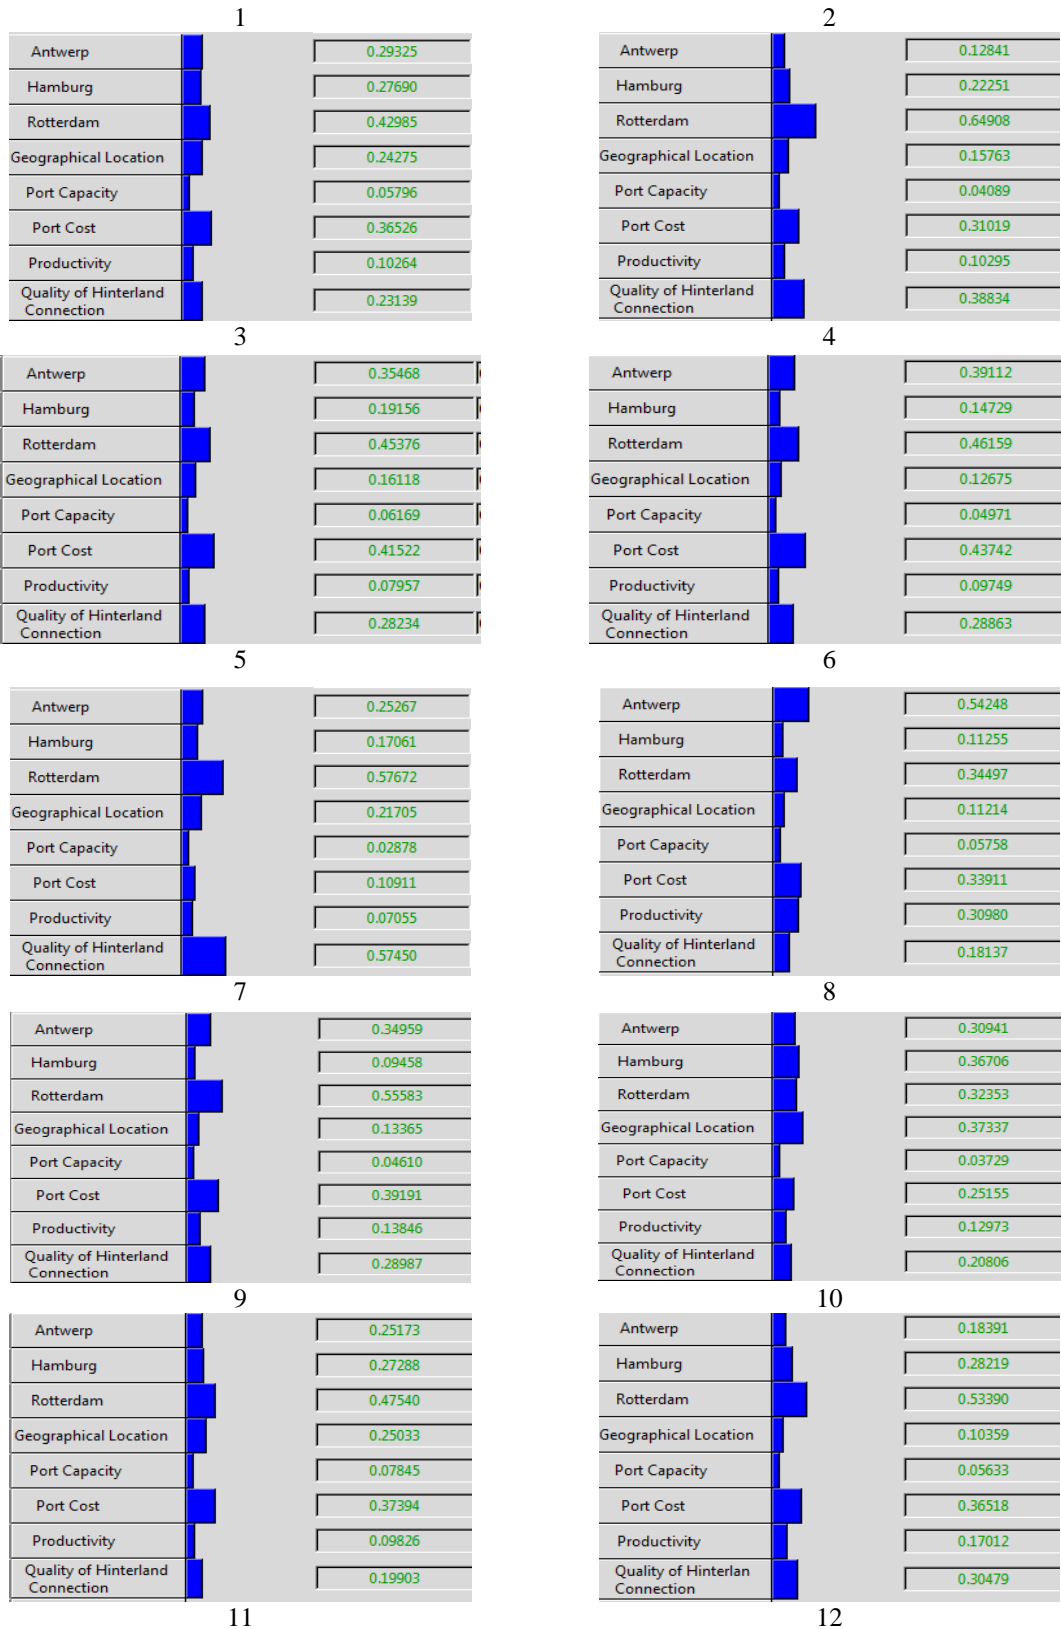 1
Antwerp 0.29325
Hamburg 0.27690
Rotterdam 0.42985
Geographical Location 0.24275
Port Capacity 0.05796
Port Cost 0.36526
Productivity 0.10264
Quality of Hinterland
Connection 0.23139
2
Antwerp 0.12841
Hamburg 0.22251
Rotterdam 0.64908
Geographical Location 0.15763
Port Capacity 0.04089
Port Cost 0.31019
Productivity 0.10295
Quality of Hinterland
Connection 0.38834
3
Antwerp 0.35468
Hamburg 0.19156
Rotterdam 0.45376
Geographical Location 0.16118
Port Capacity 0.06169
Port Cost 0.41522
Productivity 0.07957
Quality of Hinterland
Connection 0.28234
4
Antwerp 0.39112
Hamburg 0.14729
Rotterdam 0.46159
Geographical Location 0.12675
Port Capacity 0.04971
Port Cost 0.43742
Productivity 0.09749
Quality of Hinterland
Connection 0.28863
5
Antwerp 0.25267
Hamburg 0.17061
Rotterdam 0.57672
Geographical Location 0.21705
Port Capacity 0.02878
Port Cost 0.10911
Productivity 0.07055
Quality of Hinterland
Connection 0.57450
6
Antwerp 0.54248
Hamburg 0.11255
Rotterdam 0.34497
Geographical Location 0.11214
Port Capacity 0.05758
Port Cost 0.33911
Productivity 0.30980
Quality of Hinterland
Connection 0.18137
7
Antwerp 0.34959
Hamburg 0.09458
Rotterdam 0.55583
Geographical Location 0.13365
Port Capacity 0.04610
Port Cost 0.39191
Productivity 0.13846
Quality of Hinterland
Connection 0.28987
8
Antwerp 0.30941
Hamburg 0.36706
Rotterdam 0.32353
Geographical Location 0.37337
Port Capacity 0.03729
Port Cost 0.25155
Productivity 0.12973
Quality of Hinterland
Connection 0.20806
9
Antwerp 0.25173
Hamburg 0.27288
Rotterdam 0.47540
Geographical Location 0.25033
Port Capacity 0.07845
Port Cost 0.37394
Productivity 0.09826
Quality of Hinterland
Connection 0.19903
10
Antwerp 0.18391
Hamburg 0.28219
Rotterdam 0.53390
Geographical Location 0.10359
Port Capacity 0.05633
Port Cost 0.36518
Productivity 0.17012
Quality of Hinterlan
Connection 0.30479
11
12